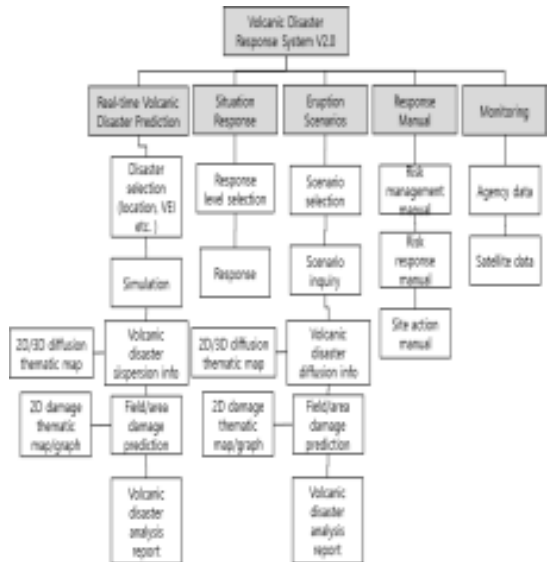 Volcanic Disaster
Response System V2.0
Real-time Volcanic
Disaster Prediction
Situation
Response
Eruption
Scenarios
Response
Manual
Monitoring
Disaster
selection
(location, VEI
etc. )
Response
level selection
Scenario
selection
Risk
management
manual
Agency data
Simulation
Response
Scenario
inquiry
Risk
response
manual
Satellite data
2D/3D diffusion
thematic map
Volcanic
disaster
dispersion info
2D/3D diffusion
thematic map
Volcanic
disaster
diffusion info
Site action
manual
2D damage
thematic
map/graph
Field/area
damage
prediction
2D damage
thematic
map/graph
Field/area
damage
prediction
Volcanic
disaster
analysis
report
Volcanic
disaster
analysis
report